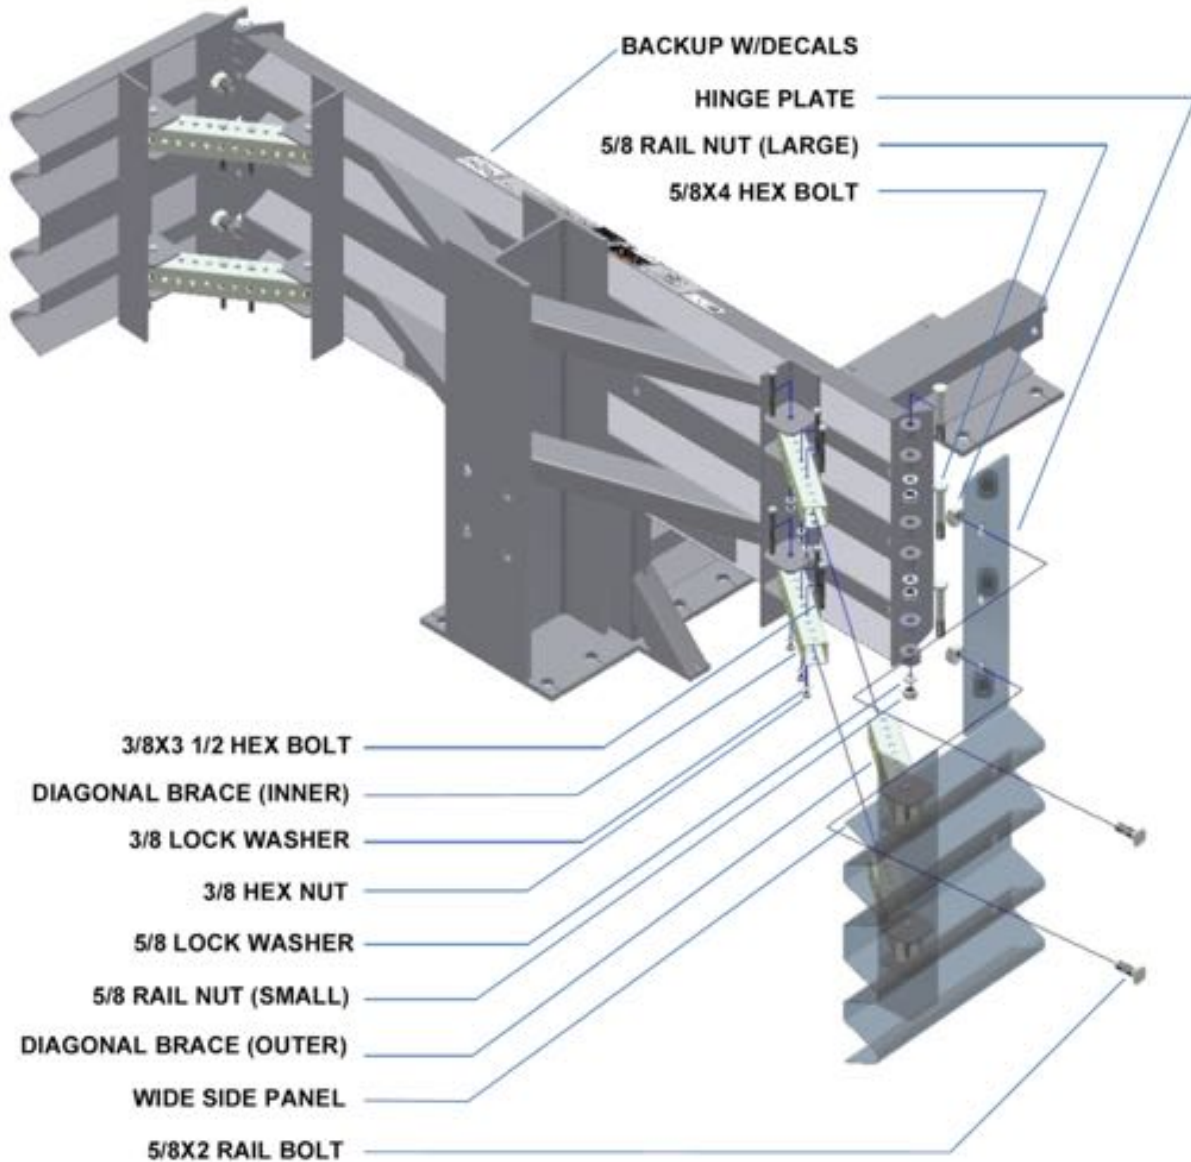 BACKUP W/DECALS
HINGE PLATE
5/8 RAIL NUT (LARGE)
5/8X4 HEX BOLT
3/8X3 1/2 HEX BOLT
DIAGONAL BRACE (INNER)
3/8 LOCK WASHER
3/8 HEX NUT
5/8 LOCK WASHER
5/8 RAIL NUT (SMALL)
DIAGONAL BRACE (OUTER)
WIDE SIDE PANEL
5/8X2 RAIL BOLT